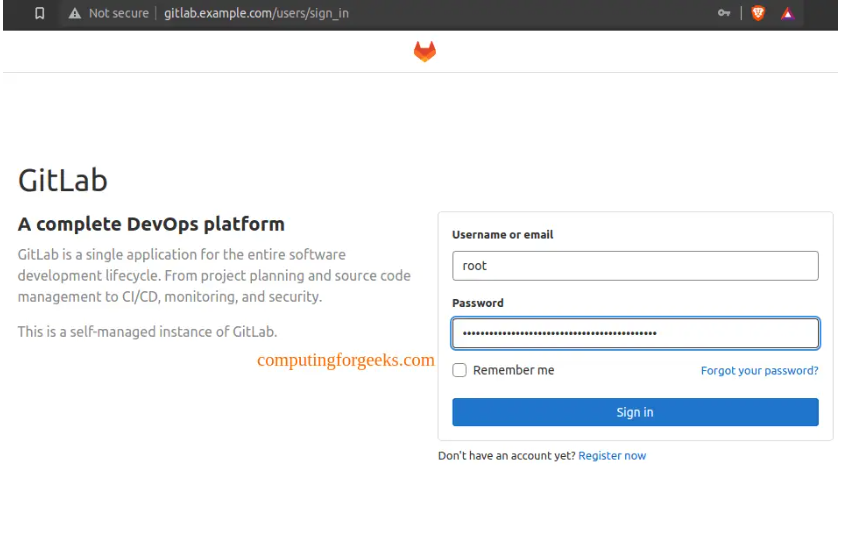 Not secure gitlab.example.com/users/sign_in
GitLab
A complete DevOps platform
GitLab is a single application for the entire software
development lifecycle. From project planning and source code
management to CI/CD, monitoring, and security.
This is a self-managed instance of GitLab.
computingforgeeks.com
Username or email
root
Password
Remember me
Forgot your password?
Sign in
Don't have an account yet? Register now